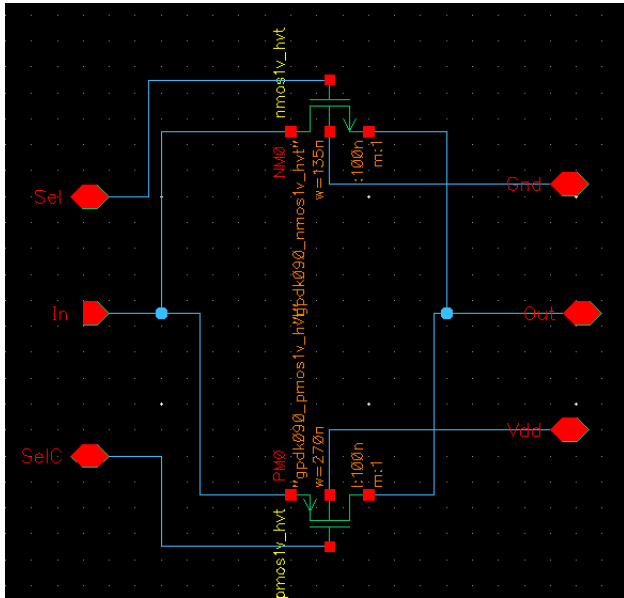 nmos1v_hvt
NM0
"gpdk090_nmos1v_hvt"
w=135n
:100n
m:1
Sel
Gnd
In
Out
SelC
Vdd
PM0
"gpdk090_pmos1v_hvt"
w=270n
l:100n
m:1
pmos1v_hvt